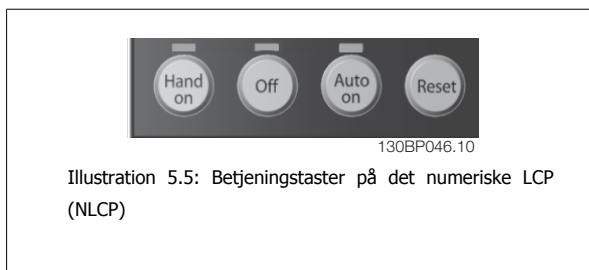 Hand
on
Off
Auto
on
Reset
130BP046.10
Illustration 5.5: Betjeningstaster på det numeriske LCP
(NLCP)